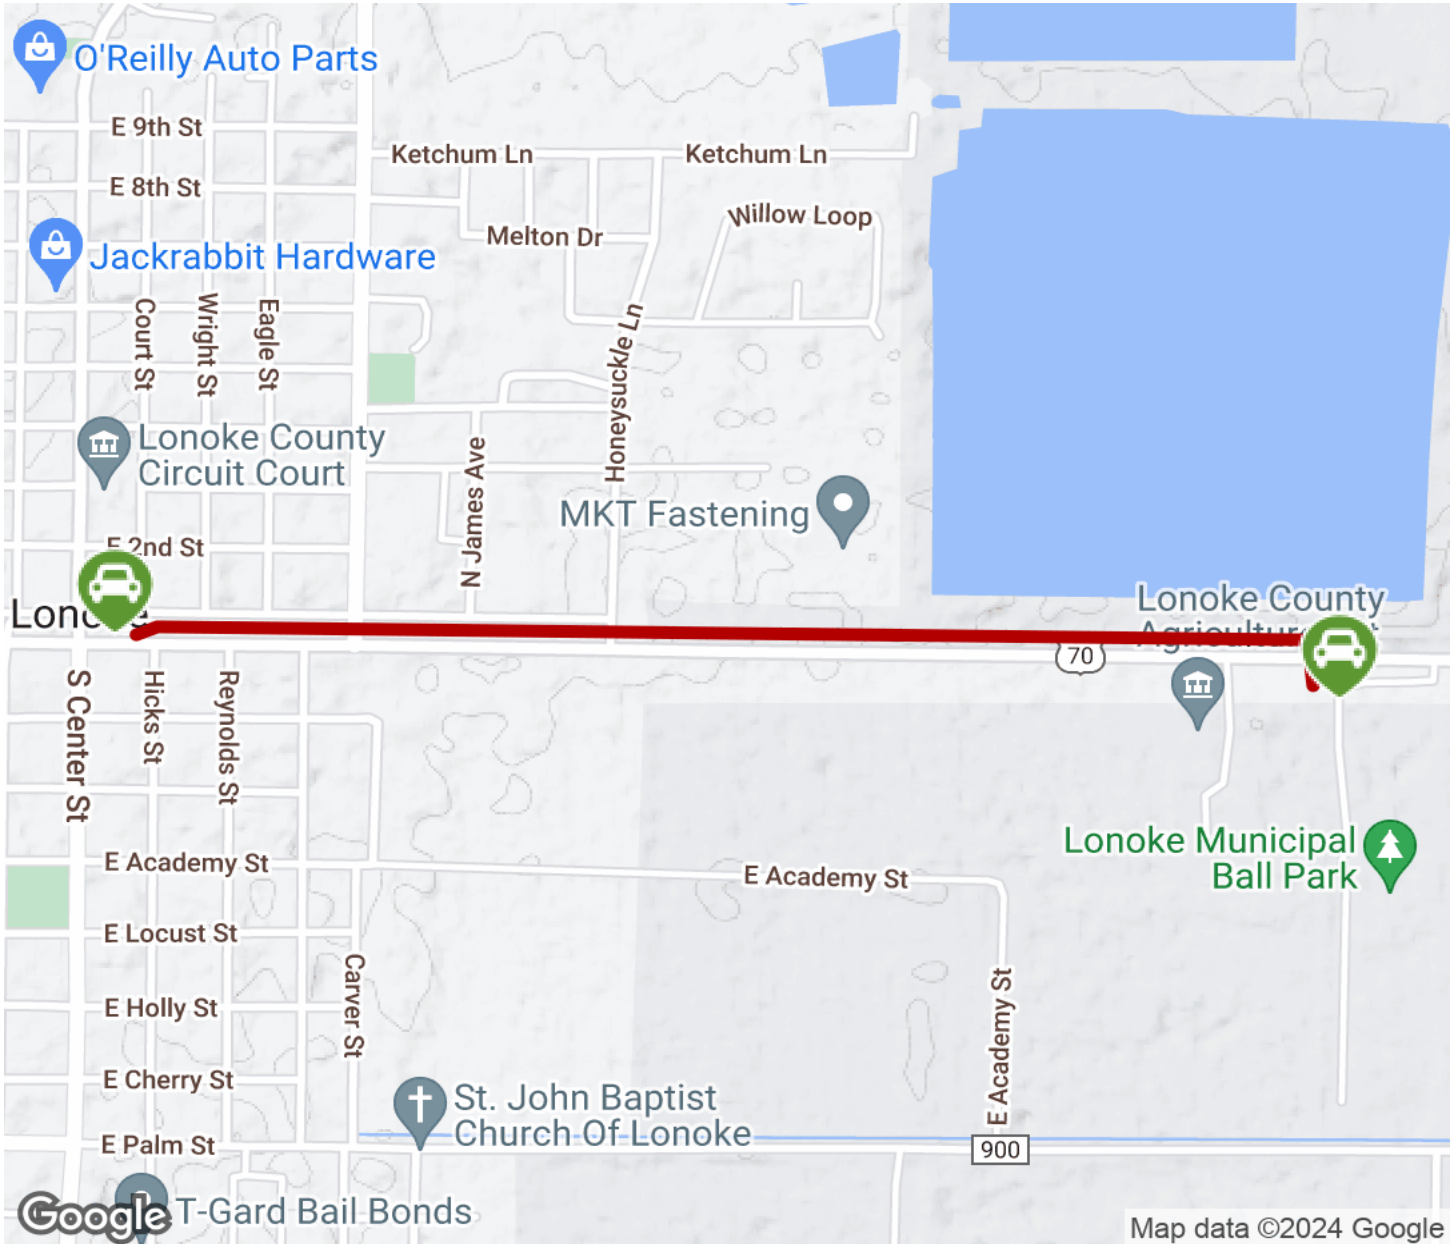 O'Reilly Auto Parts
E 9th St
Ketchum Ln
Ketchum Ln
E 8th St
Willow Loop
Melton Dr
Jackrabbit Hardware
Court St
Wright St
Eagle St
Honeysuckle Ln
Lonoke County
Circuit Court
N James Ave
MKT Fastening
E 2nd St
Lonoke
Lonoke County
70
S Center St
Hicks St
Reynolds St
Lonoke Municipal
Ball Park
E Academy St
E Academy St
E Locust St
Carver St
E Academy St
E Holly St
E Cherry St
St. John Baptist
Church Of Lonoke
E Palm St
900
T-Gard Bail Bonds
Google
Map data ©2024 Google